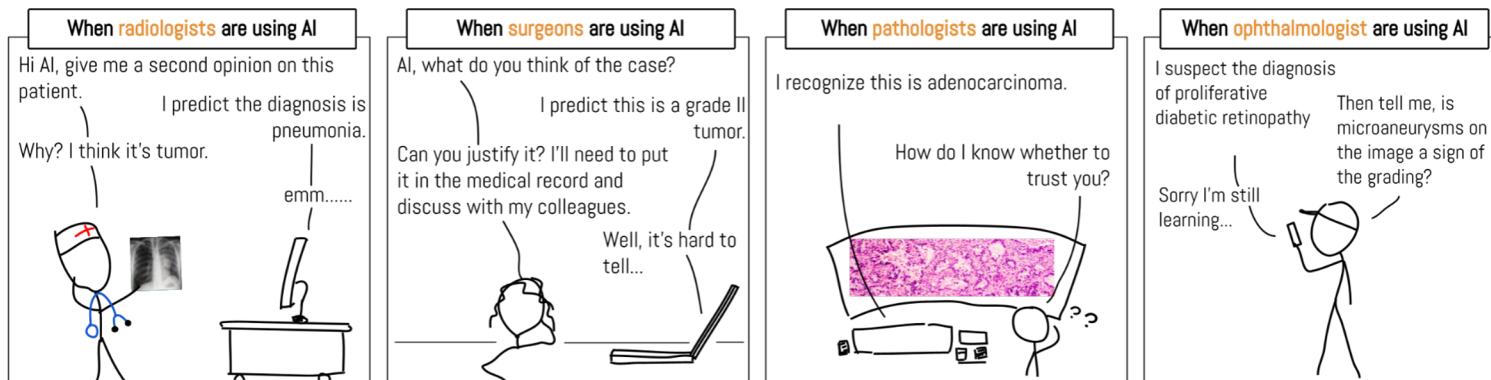 When radiologists are using AI
Hi AI, give me a second opinion on this
patient.
I predict the diagnosis is
pneumonia.
Why? I think it's tumor.
emm......
When surgeons are using AI
AI, what do you think of the case?
I predict this is a grade II
tumor.
Can you justify it? I'll need to put
it in the medical record and
discuss with my colleagues.
Well, it's hard to
tell...
When pathologists are using AI
I recognize this is adenocarcinoma.
How do I know whether to
trust you?
??
When ophthalmologist are using AI
I suspect the diagnosis
of proliferative
diabetic retinopathy
Then tell me, is
microaneurysms on
the image a sign of
the grading?
Sorry I'm still
learning...